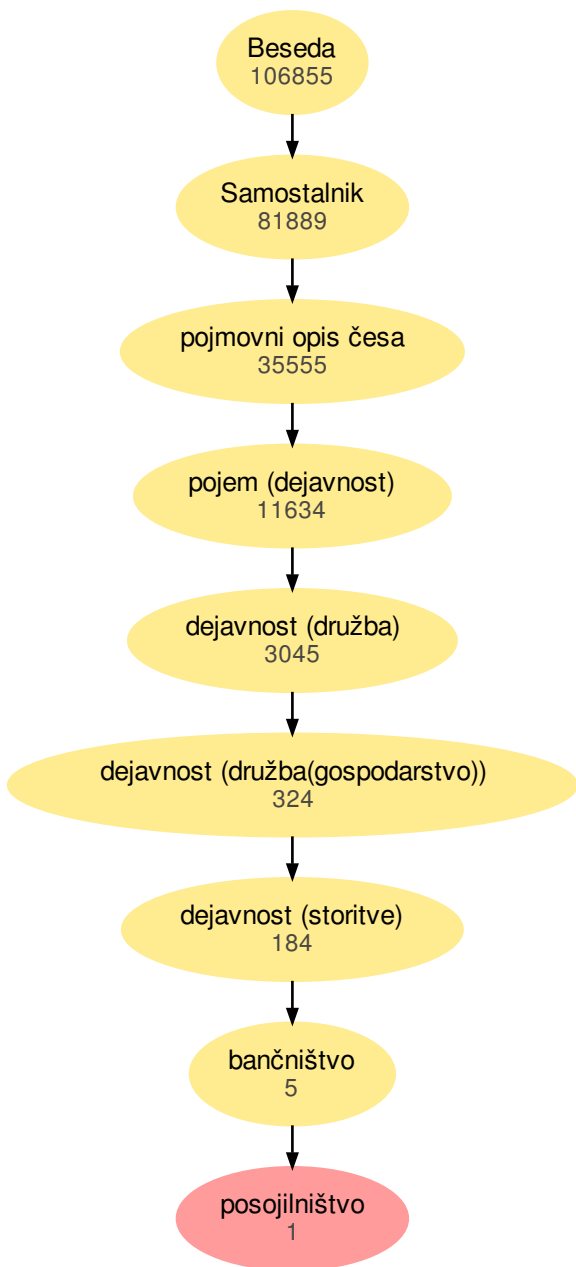 Beseda
106855
Samostalnik
81889
pojmovni opis česa
35555
pojem (dejavnost)
11634
dejavnost (družba)
3045
dejavnost (družba(gospodarstvo))
324
dejavnost (storitve)
184
bančništvo
5
posojilništvo
1